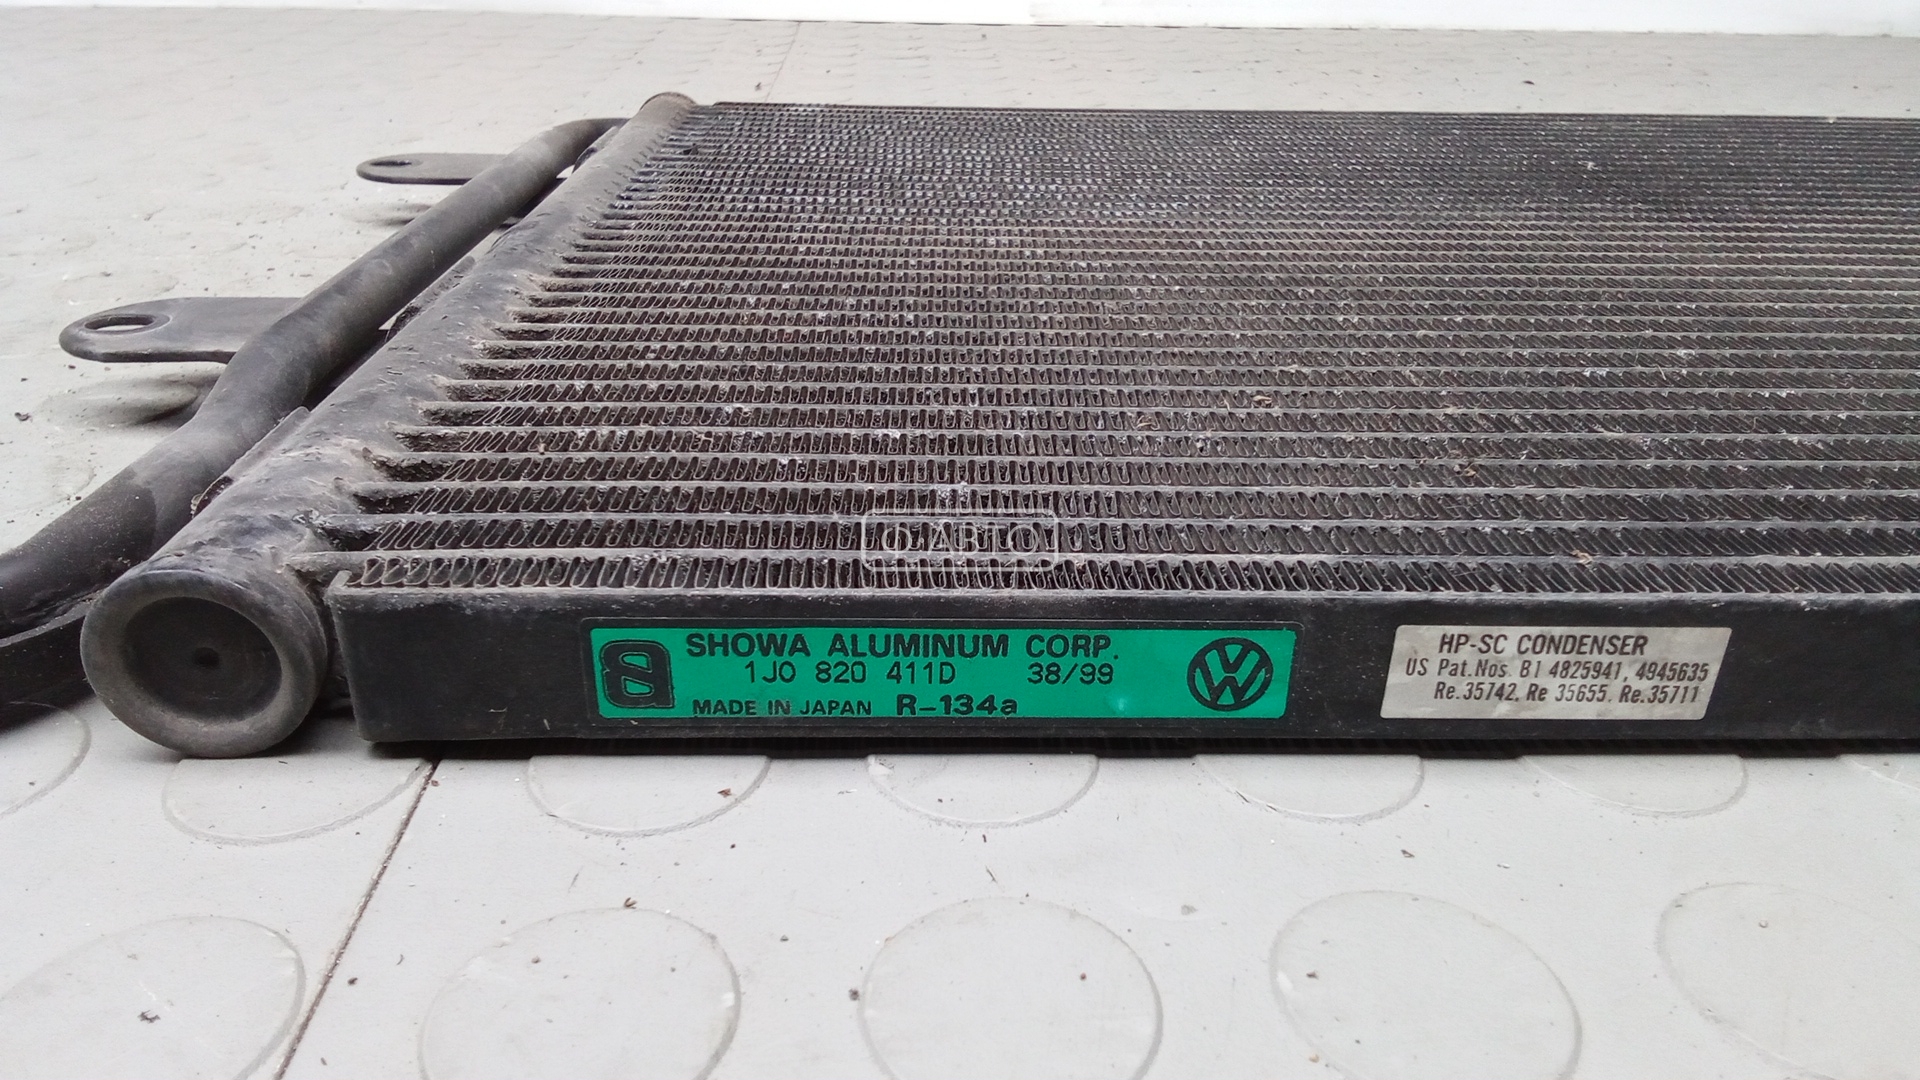 Ф АВТО
SHOWA ALUMINUM CORP.
1J0 820 411D 38/99
MADE IN JAPAN R-134a
HP-SC CONDENSER
US Pat.Nos. B1 4825941, 4945635
Re.35742, Re 35655. Re.35711